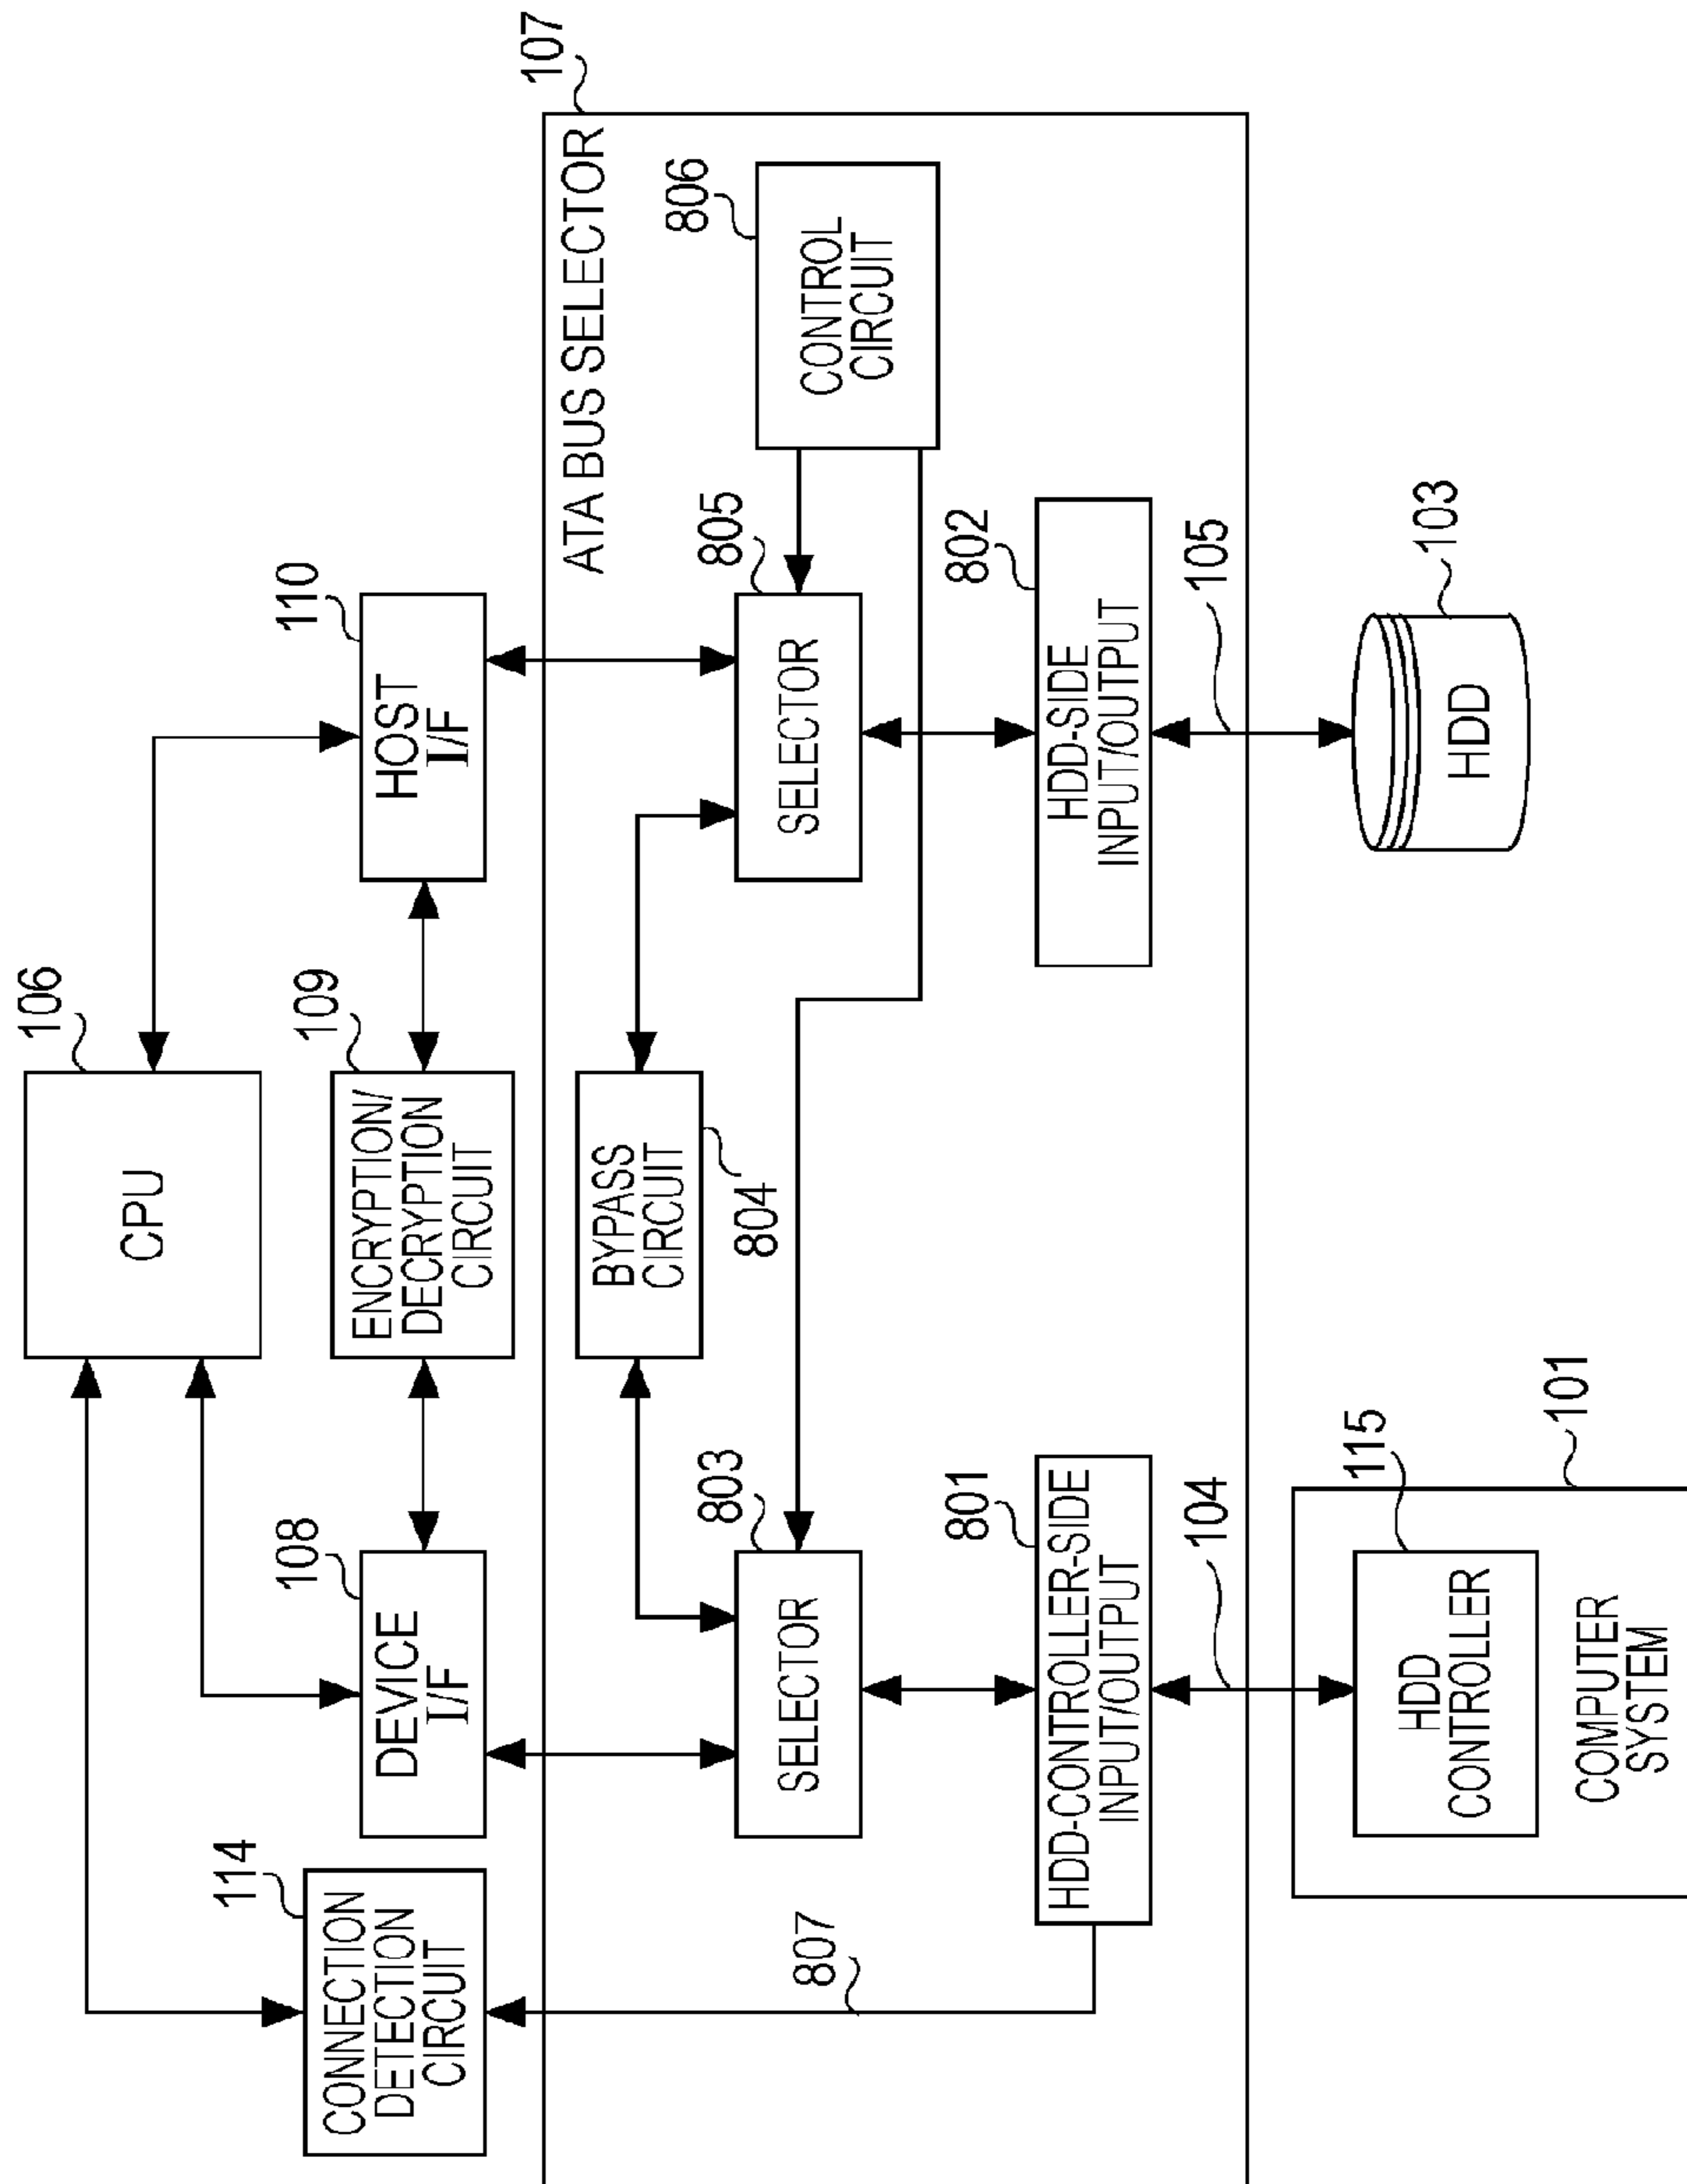 106
CPU
114
CONNECTION
DETECTION
CIRCUIT
108
DEVICE
I/F
109
ENCRYPTION/
DECRYPTION
CIRCUIT
110
HOST
I/F
107
ATA BUS SELECTOR
BYPASS
CIRCUIT
804
803
SELECTOR
805
SELECTOR
806
CONTROL
CIRCUIT
807
801
HDD-CONTROLLER-SIDE
INPUT/OUTPUT
802
HDD-SIDE
INPUT/OUTPUT
104
105
115
HDD
CONTROLLER
101
COMPUTER
SYSTEM
103
HDD